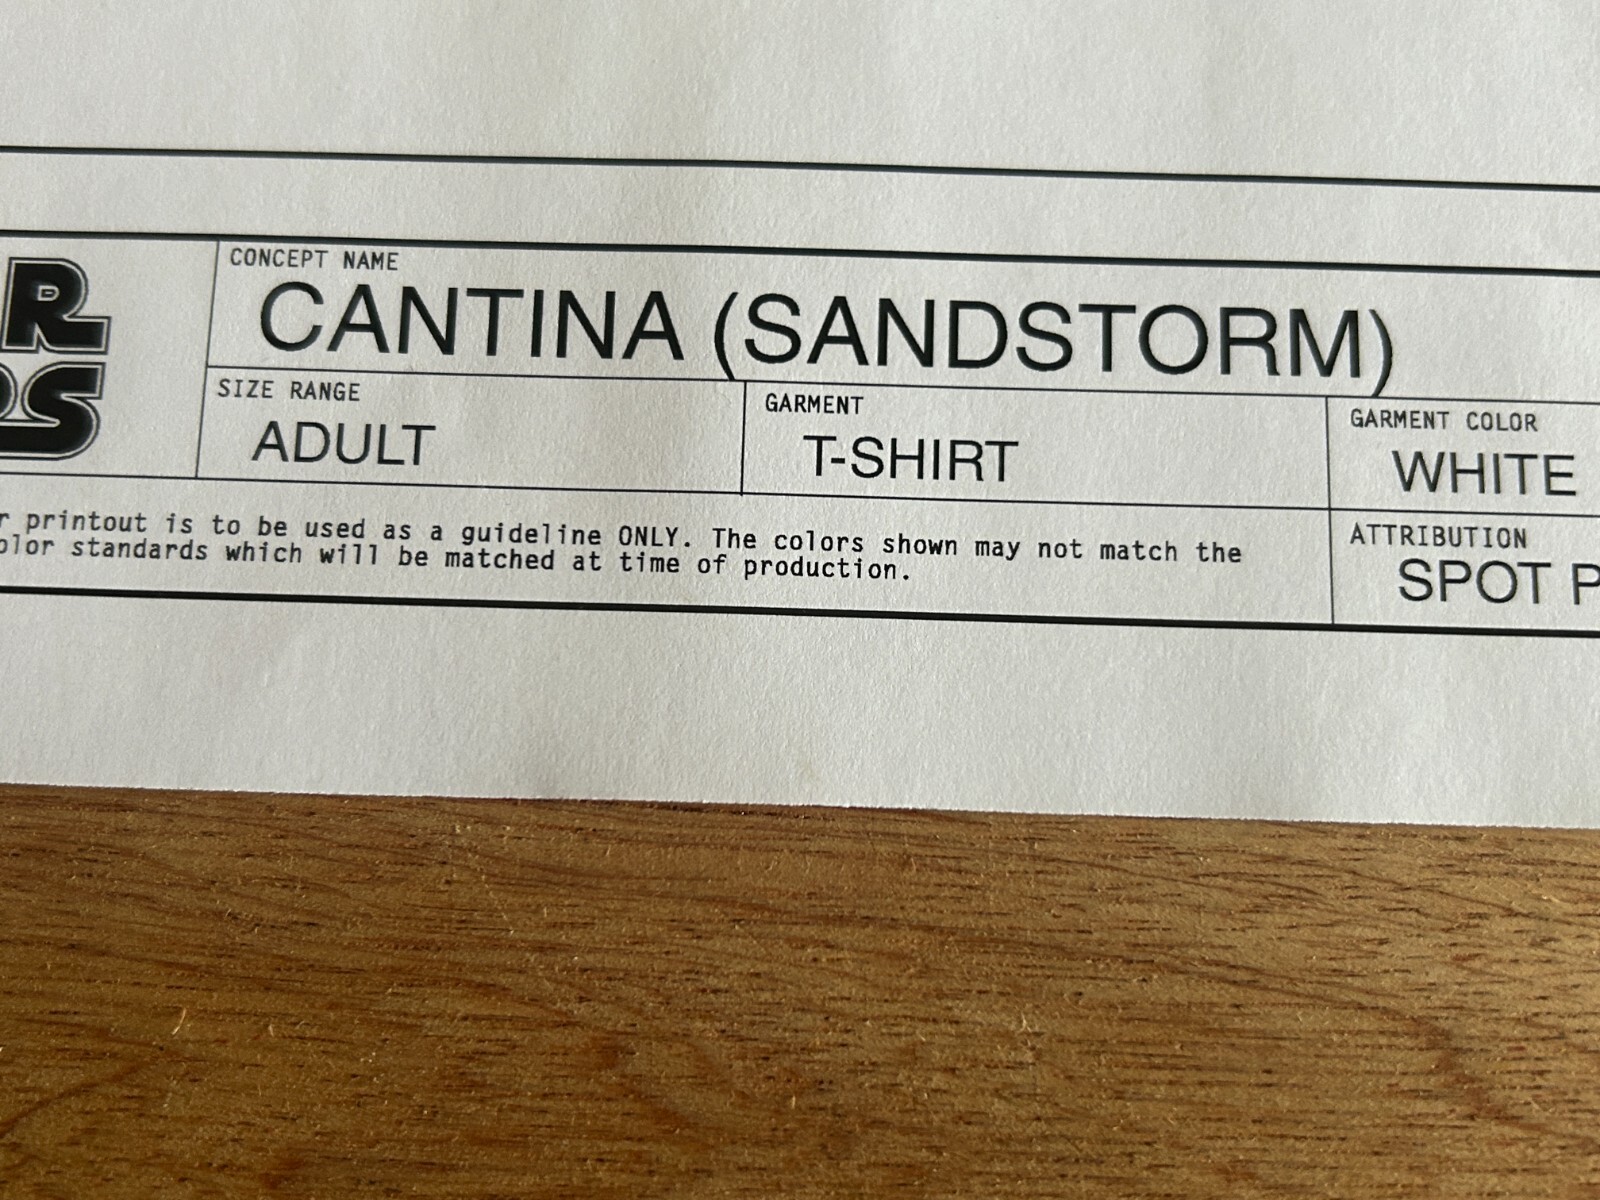 R
RS
CONCEPT NAME
CANTINA (SANDSTORM)
SIZE RANGE
ADULT
GARMENT
T-SHIRT
GARMENT COLOR
WHITE
r printout is to be used as a guideline ONLY. The colors shown may not match the
olor standards which will be matched at time of production.
ATTRIBUTION
SPOT P